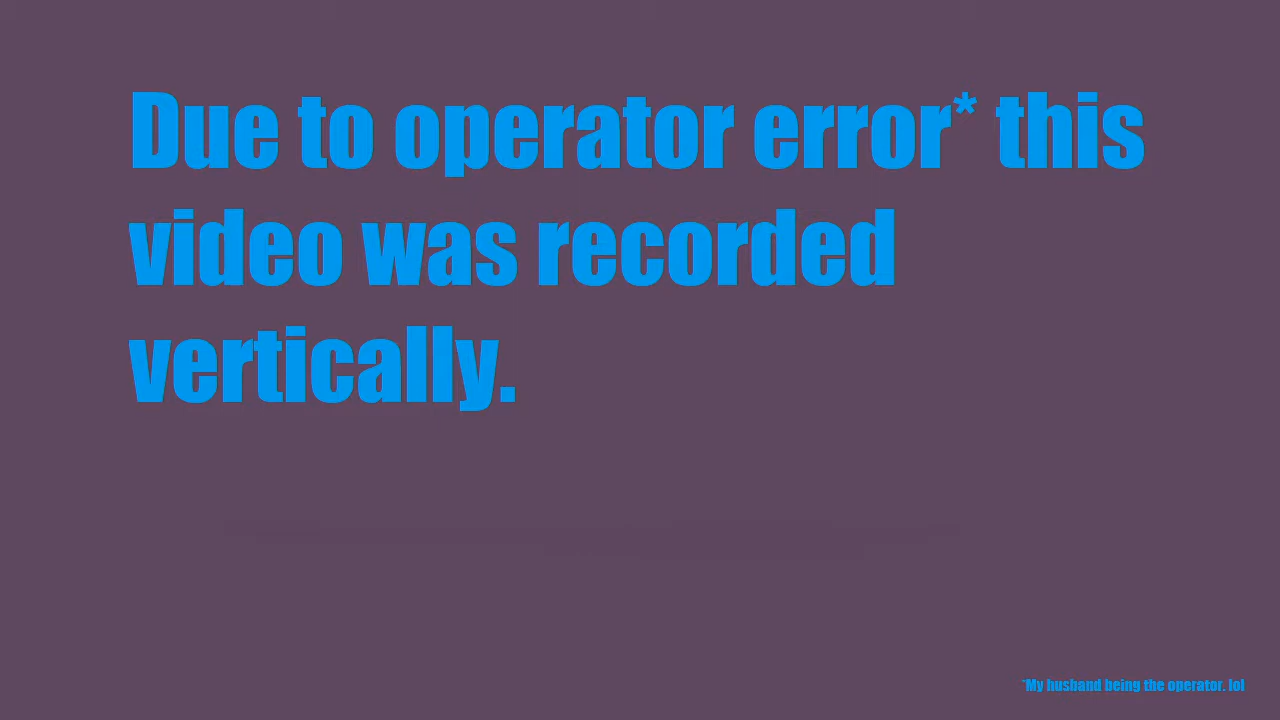 Due to operator error* this
video was recorded
vertically.
*My husband being the operator. lol